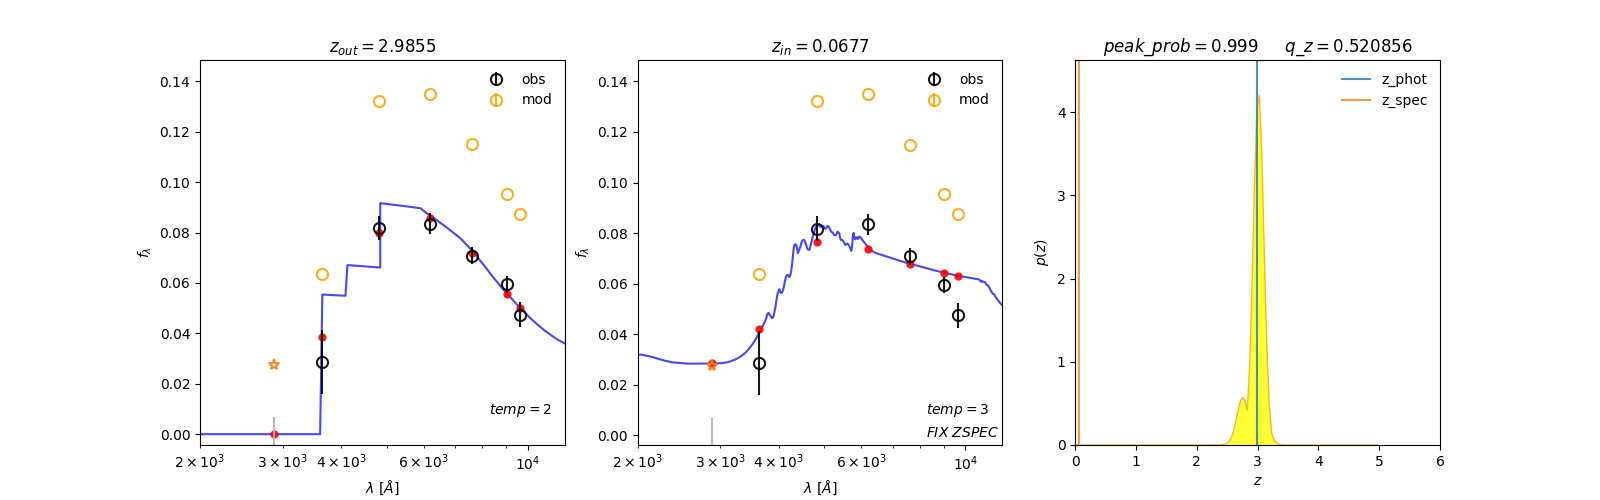 z_out = 2.9855
z_in = 0.0677
peak_prob = 0.999 q_z = 0.520856
0.14
0.12
0.10
0.08
0.06
0.04
0.02
0.00
f_λ
obs
mod
temp = 2
2 × 10³ 3 × 10³ 4 × 10³ 6 × 10³ 10⁴
λ [Å]
0.14
0.12
0.10
0.08
0.06
0.04
0.02
0.00
f_λ
obs
mod
temp = 3
FIX ZSPEC
2 × 10³ 3 × 10³ 4 × 10³ 6 × 10³ 10⁴
λ [Å]
4
3
2
1
0
p(z)
z_phot
z_spec
0 1 2 3 4 5 6
z